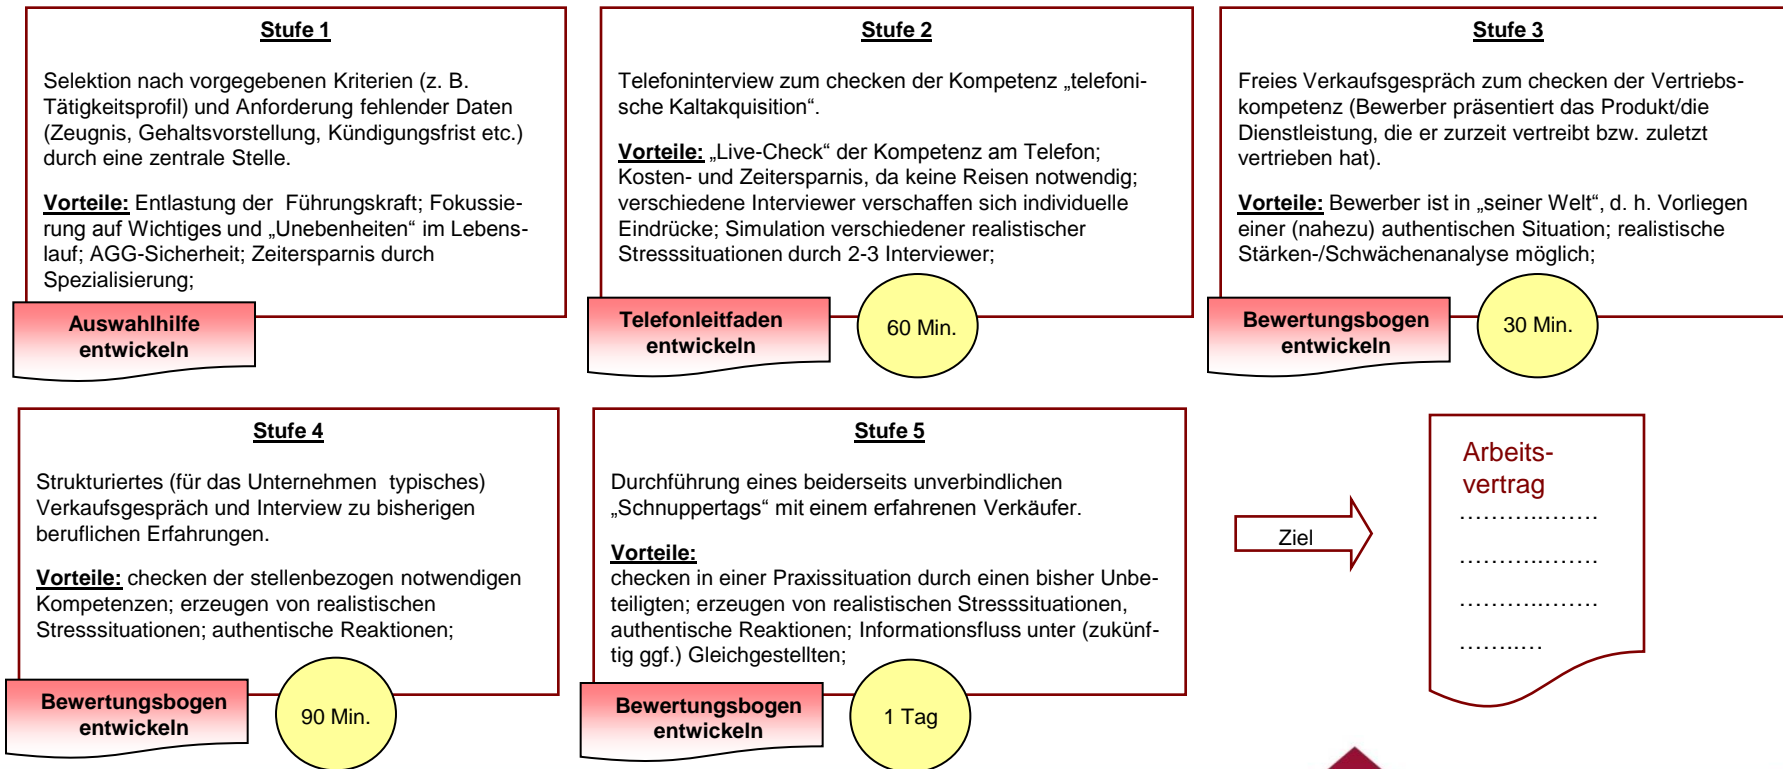 Stufe 1
Selektion nach vorgegebenen Kriterien (z. B.
Tätigkeitsprofil) und Anforderung fehlender Daten
(Zeugnis, Gehaltsvorstellung, Kündigungsfrist etc.)
durch eine zentrale Stelle.
Vorteile: Entlastung der Führungskraft; Fokussie-
rung auf Wichtiges und „Unebenheiten“ im Lebens-
lauf; AGG-Sicherheit; Zeitersparnis durch
Spezialisierung;
Auswahlhilfe
entwickeln
Stufe 2
Telefoninterview zum checken der Kompetenz „telefoni-
sche Kaltakquisition“.
Vorteile: „Live-Check“ der Kompetenz am Telefon;
Kosten- und Zeitersparnis, da keine Reisen notwendig;
verschiedene Interviewer verschaffen sich individuelle
Eindrücke; Simulation verschiedener realistischer
Stresssituationen durch 2-3 Interviewer;
Telefonleitfaden
entwickeln
60 Min.
Stufe 3
Freies Verkaufsgespräch zum checken der Vertriebs-
kompetenz (Bewerber präsentiert das Produkt/die
Dienstleistung, die er zurzeit vertreibt bzw. zuletzt
vertrieben hat).
Vorteile: Bewerber ist in „seiner Welt“, d. h. Vorliegen
einer (nahezu) authentischen Situation; realistische
Stärken-/Schwächenanalyse möglich;
Bewertungsbogen
entwickeln
30 Min.
Stufe 4
Strukturiertes (für das Unternehmen typisches)
Verkaufsgespräch und Interview zu bisherigen
beruflichen Erfahrungen.
Vorteile: checken der stellenbezogen notwendigen
Kompetenzen; erzeugen von realistischen
Stresssituationen; authentische Reaktionen;
Bewertungsbogen
entwickeln
90 Min.
Stufe 5
Durchführung eines beiderseits unverbindlichen
„Schnuppertags“ mit einem erfahrenen Verkäufer.
Vorteile:
checken in einer Praxissituation durch einen bisher Unbe-
teiligten; erzeugen von realistischen Stresssituationen,
authentische Reaktionen; Informationsfluss unter (zukünf-
tig ggf.) Gleichgestellten;
Bewertungsbogen
entwickeln
1 Tag
Ziel
Arbeits-
vertrag
………..…….
………..…….
………..…….
……..…